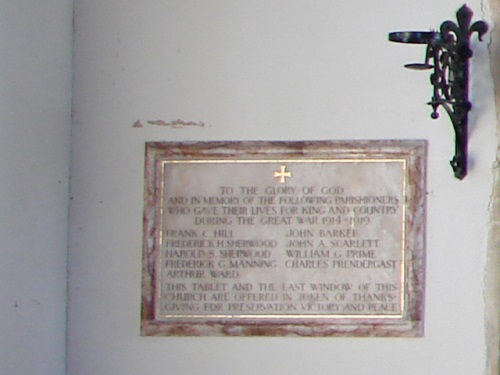 TO THE GLORY OF GOD
AND IN MEMORY OF THE FOLLOWING PARISHIONERS
WHO GAVE THEIR LIVES FOR KING AND COUNTRY
DURING THE GREAT WAR 1914-1919
FRANK C HILL JOHN BARKER
FREDERICK H SHERWOOD JOHN A SCARLETT
HAROLD S SHERWOOD WILLIAM G PRIME
FREDERICK G MANNING CHARLES PRENDERGAST
ARTHUR WARD
THIS TABLET AND THE EAST WINDOW OF THIS
CHURCH ARE OFFERED IN TOKEN OF THANKS-
GIVING FOR PRESERVATION VICTORY AND PEACE